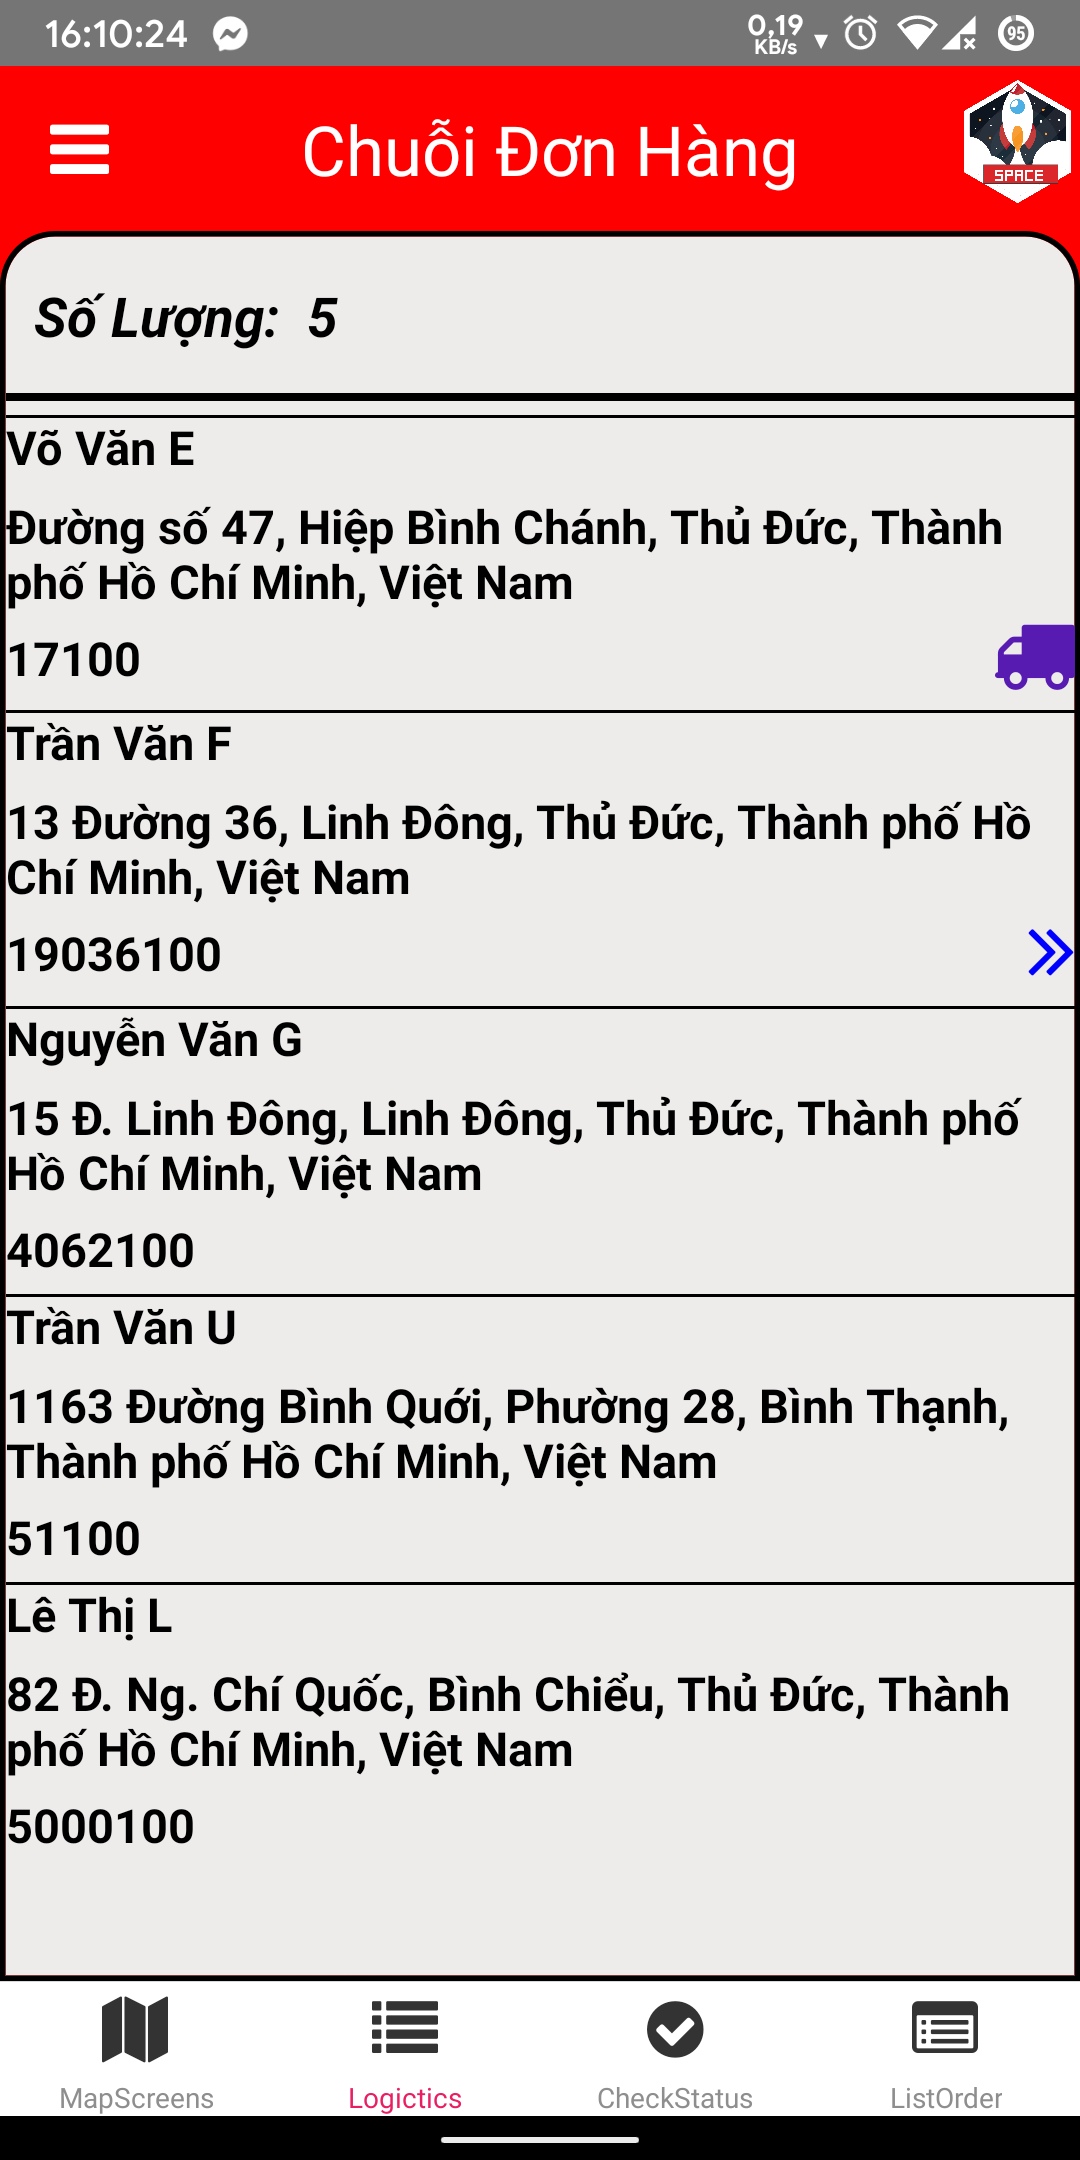 16:10:24
0,19
KB/s
95
Chuỗi Đơn Hàng
SPACE
Số Lượng: 5
Võ Văn E
Đường số 47, Hiệp Bình Chánh, Thủ Đức, Thành
phố Hồ Chí Minh, Việt Nam
17100
Trần Văn F
13 Đường 36, Linh Đông, Thủ Đức, Thành phố Hồ
Chí Minh, Việt Nam
19036100
Nguyễn Văn G
15 Đ. Linh Đông, Linh Đông, Thủ Đức, Thành phố
Hồ Chí Minh, Việt Nam
4062100
Trần Văn U
1163 Đường Bình Quới, Phường 28, Bình Thạnh,
Thành phố Hồ Chí Minh, Việt Nam
51100
Lê Thị L
82 Đ. Ng. Chí Quốc, Bình Chiểu, Thủ Đức, Thành
phố Hồ Chí Minh, Việt Nam
5000100
MapScreens
Logictics
CheckStatus
ListOrder